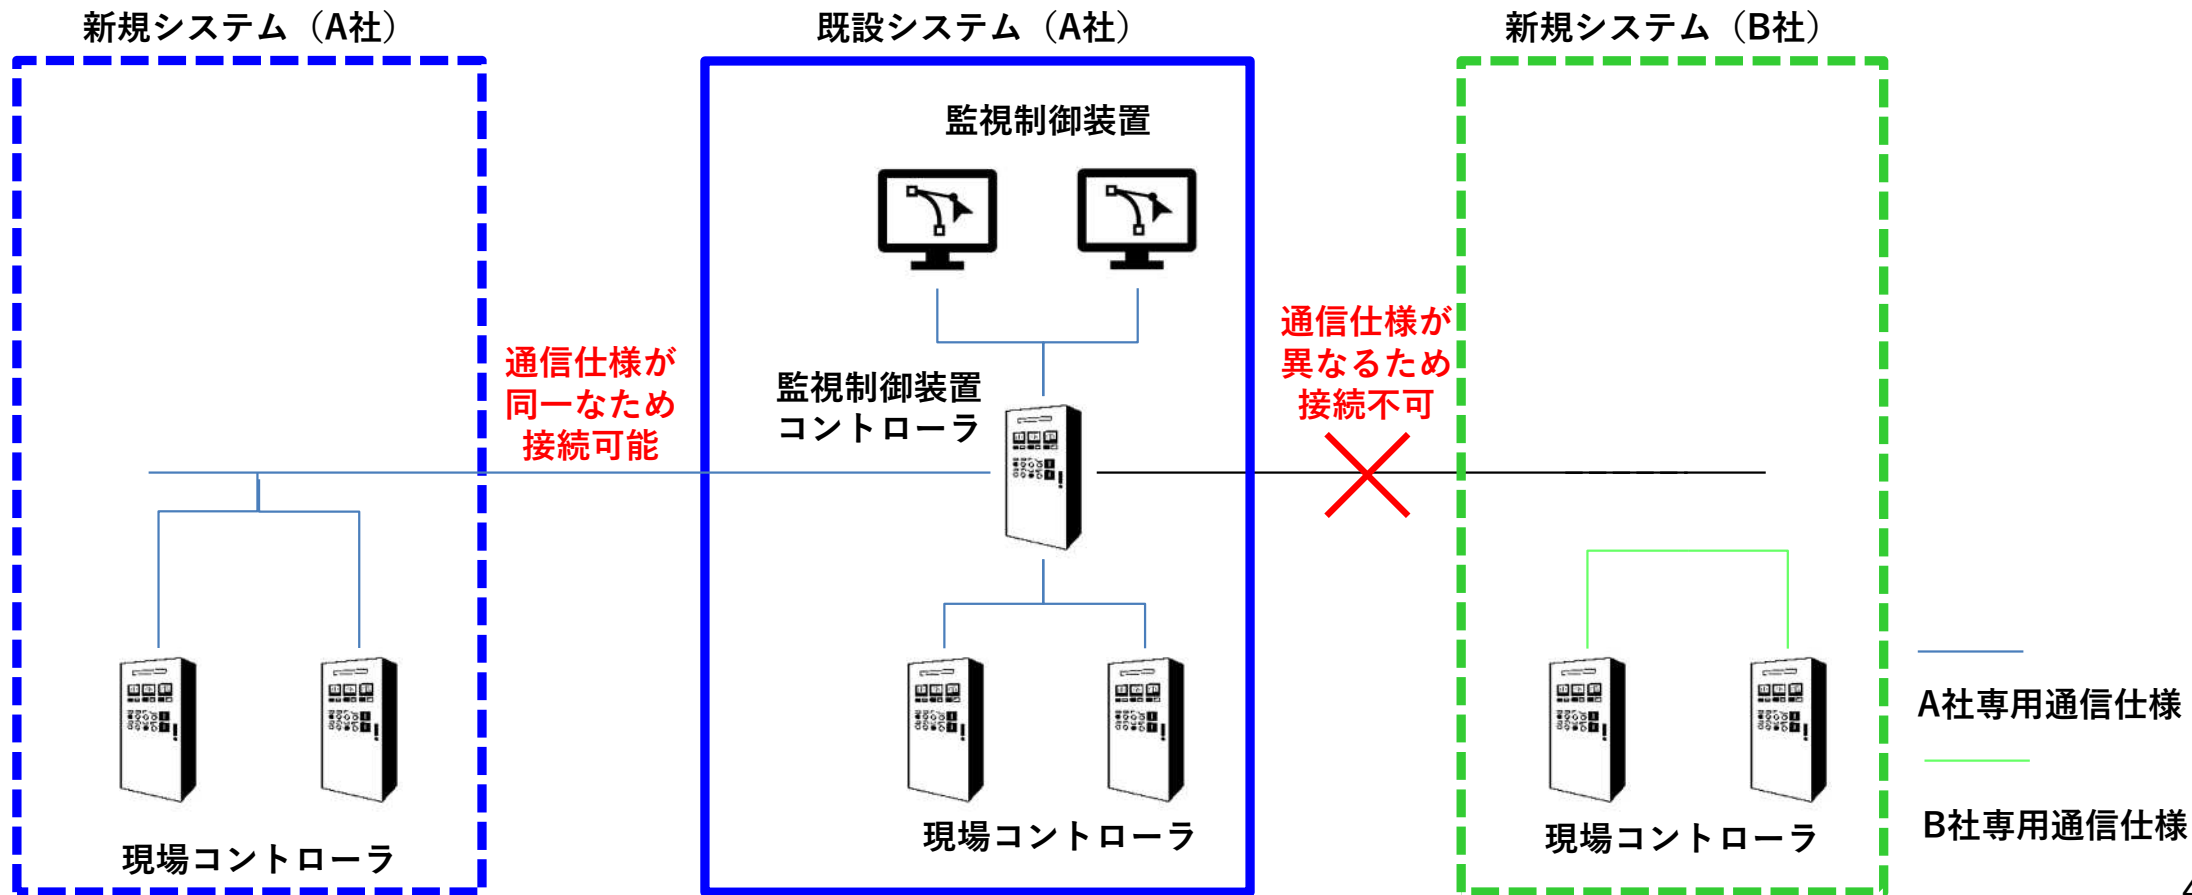 新規システム（A社）
既設システム（A社）
新規システム（B社）
監視制御装置
通信仕様が
同一なため
接続可能
監視制御装置
コントローラ
通信仕様が
異なるため
接続不可
現場コントローラ
現場コントローラ
現場コントローラ
A社専用通信仕様
B社専用通信仕様